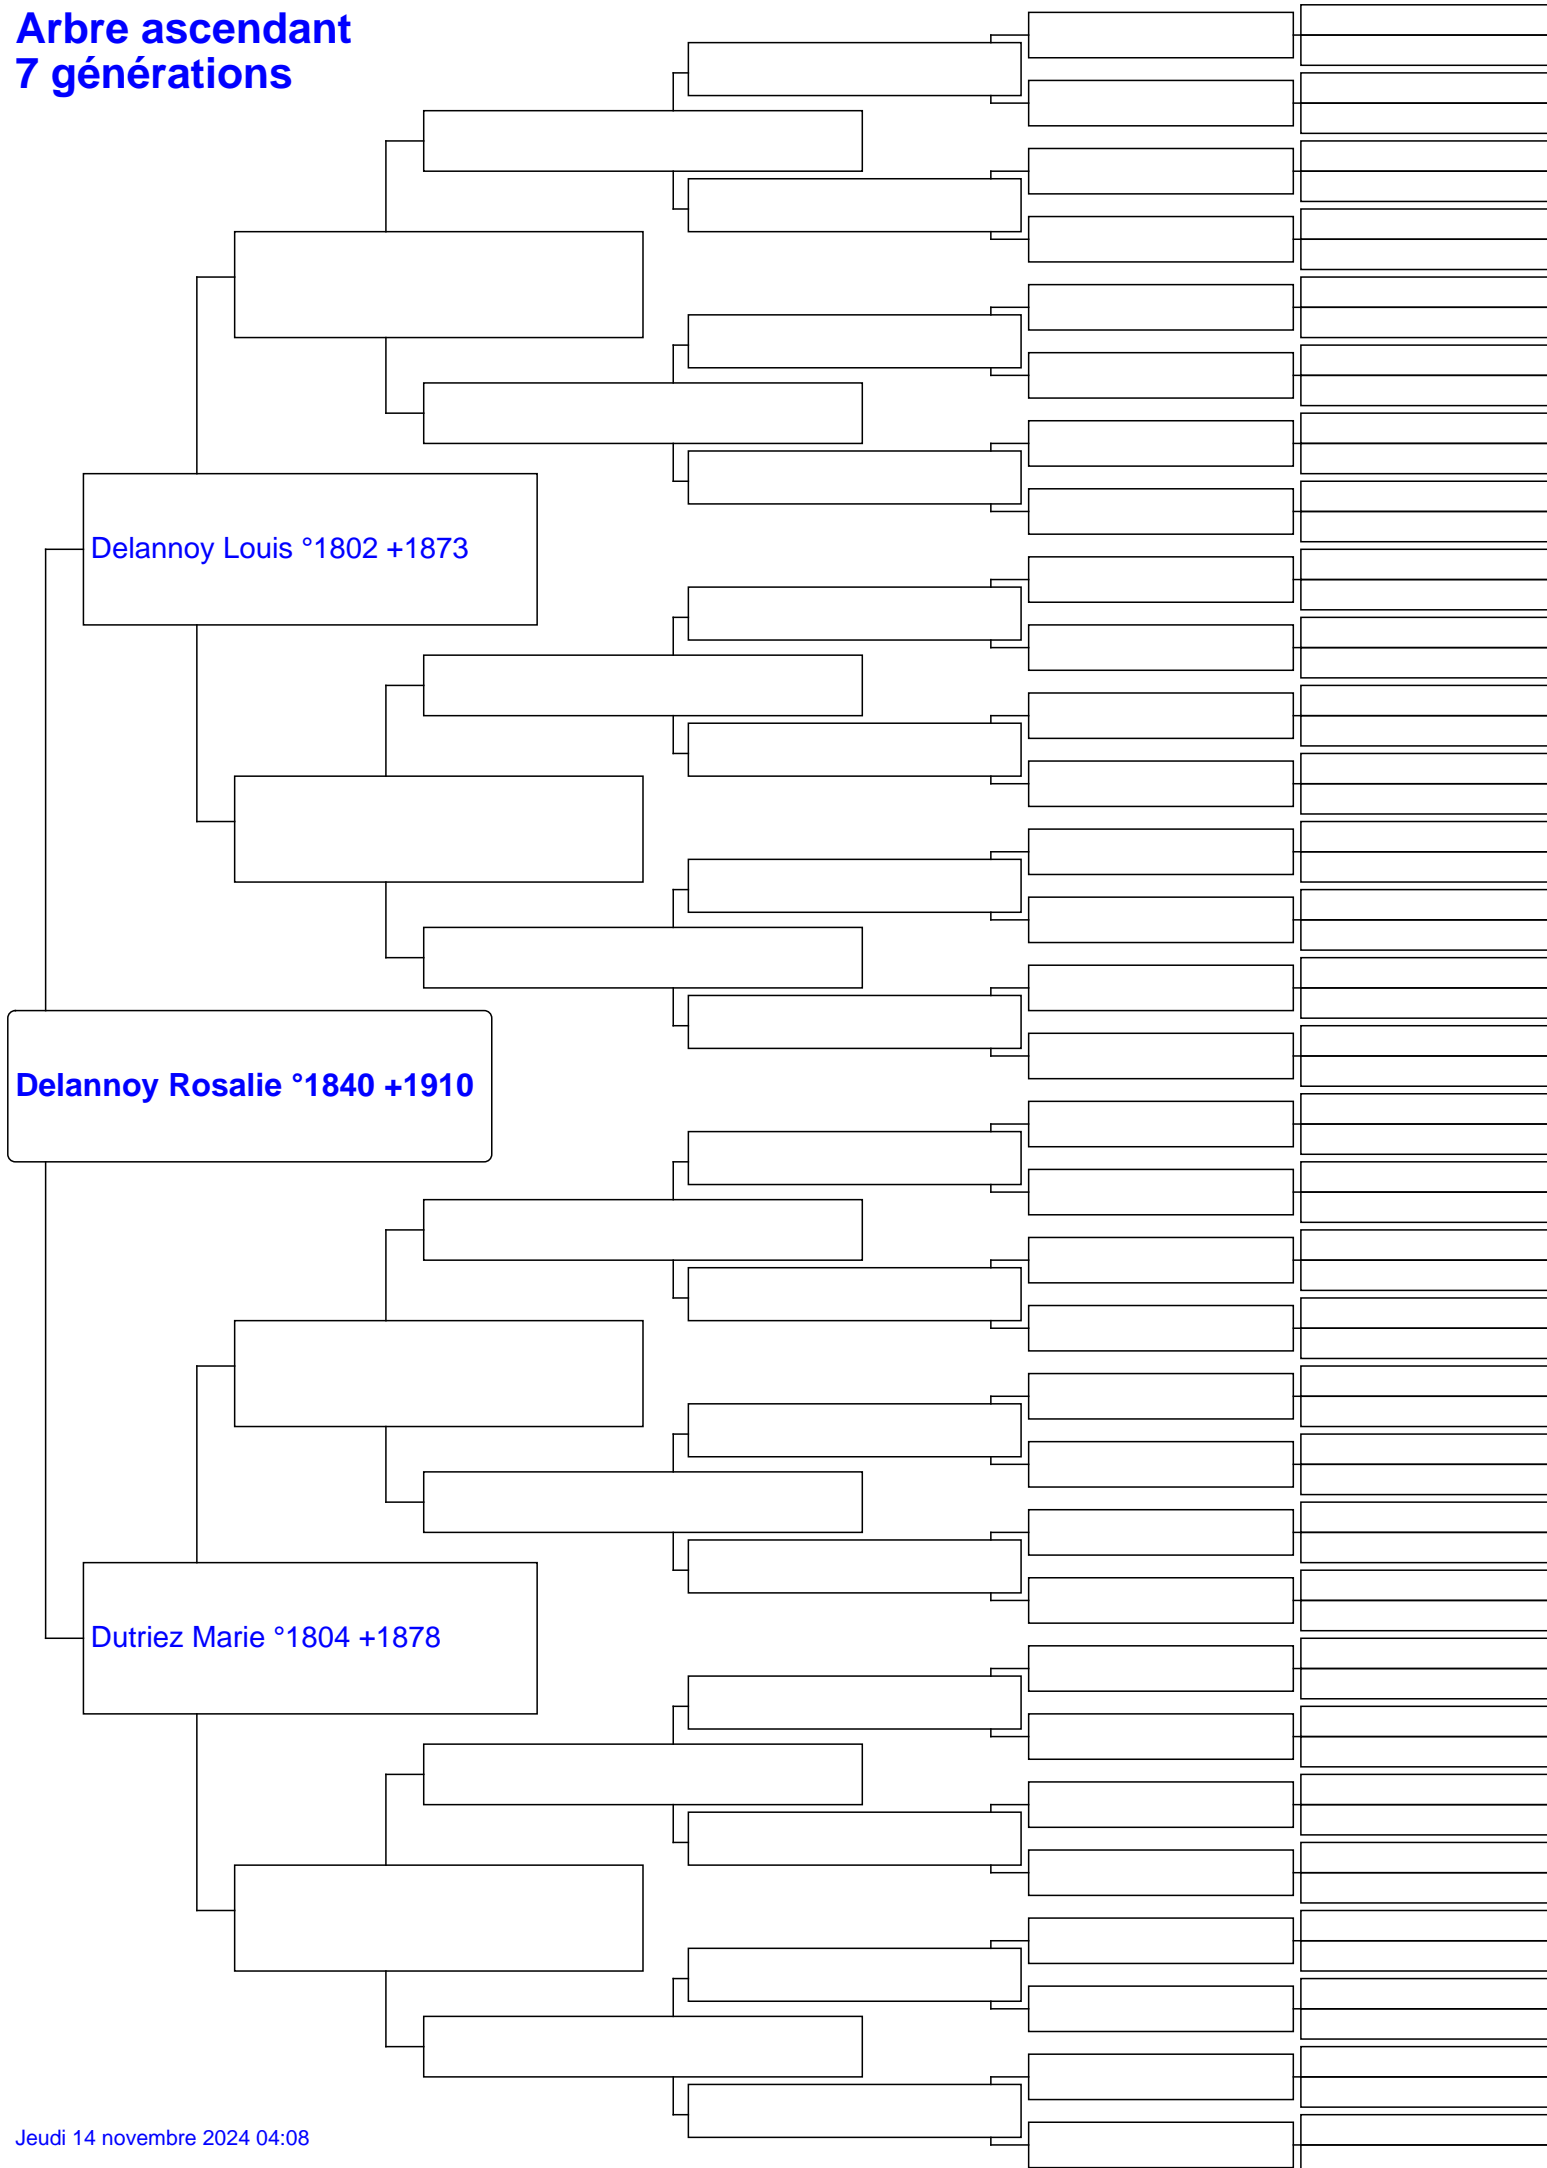 Arbre ascendant
7 générations
Delannoy Louis °1802 +1873
Delannoy Rosalie °1840 +1910
Dutriez Marie °1804 +1878
Jeudi 14 novembre 2024 04:08